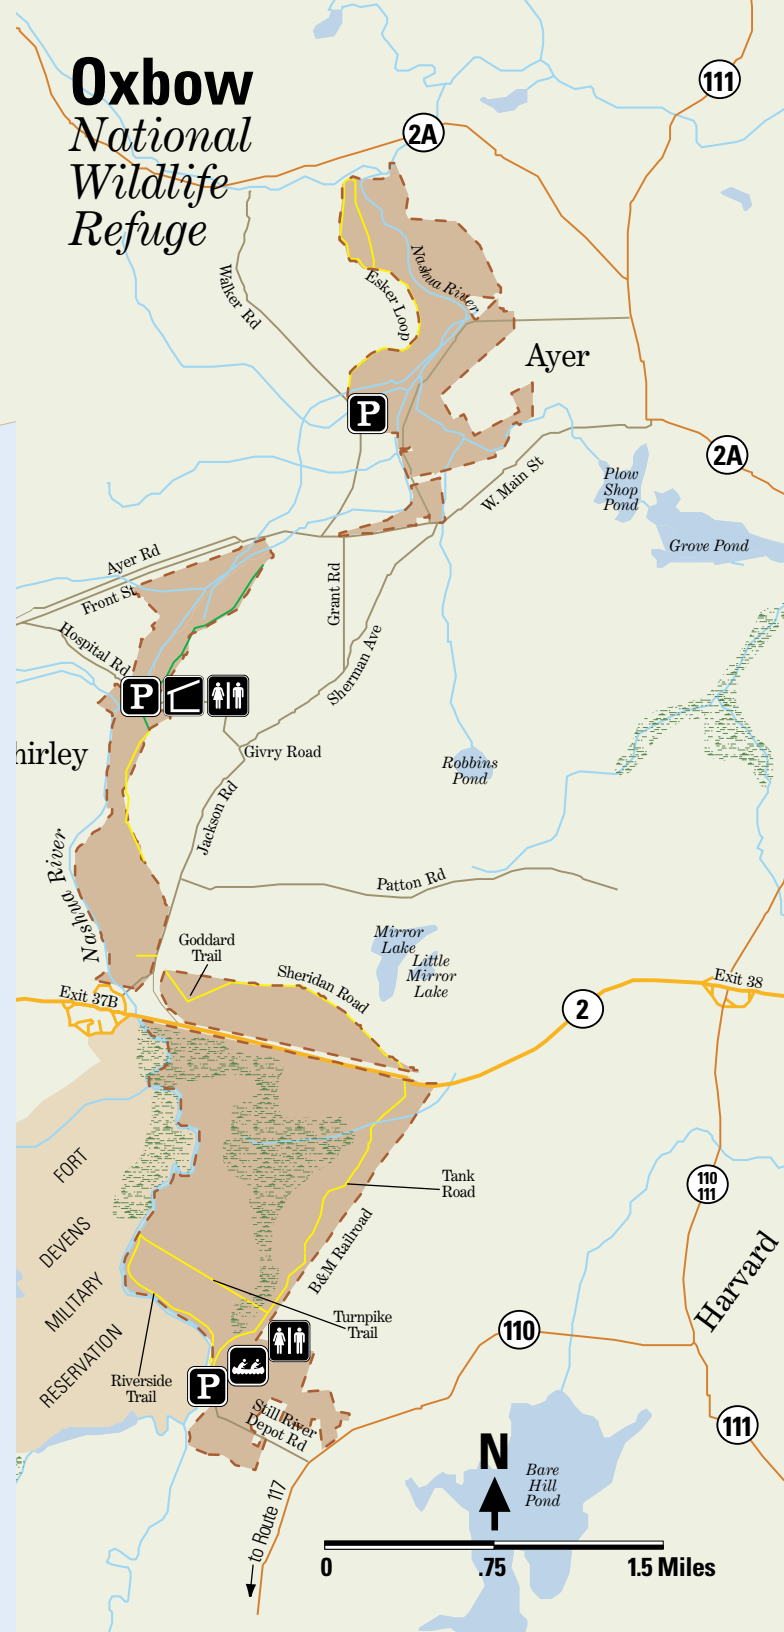 Oxbow
National
Wildlife
Refuge
111
2A
Walker Rd
Esker Loop
Nashua River
Ayer
P
2A
W. Main St
Plow
Shop
Pond
Grove Pond
Ayer Rd
Front St
Grant Rd
Hospital Rd
Sherman Ave
P
hirley
Givry Road
Robbins
Pond
Jackson Rd
Nashua River
Patton Rd
Goddard
Trail
Mirror
Lake
Little
Mirror
Lake
Sheridan Road
Exit 37B
Exit 38
2
FORT
DEVENS
MILITARY
RESERVATION
Tank
Road
110
111
B&M Railroad
Harvard
Turnpike
Trail
110
Riverside
Trail
P
Still River
Depot Rd
111
N
Bare
Hill
Pond
to Route 117
0
.75
1.5 Miles